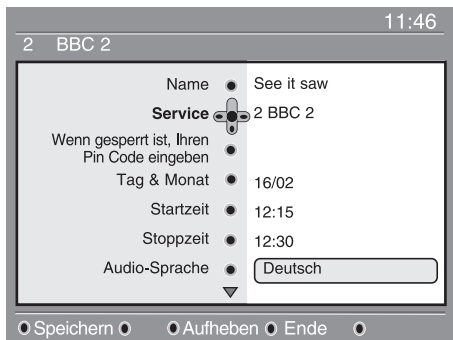 11:46
2 BBC 2
Name See it saw
Service 2 BBC 2
Wenn gesperrt ist, Ihren
Pin Code eingeben
Tag & Monat 16/02
Startzeit 12:15
Stoppzeit 12:30
Audio-Sprache Deutsch
Speichern Aufheben Ende